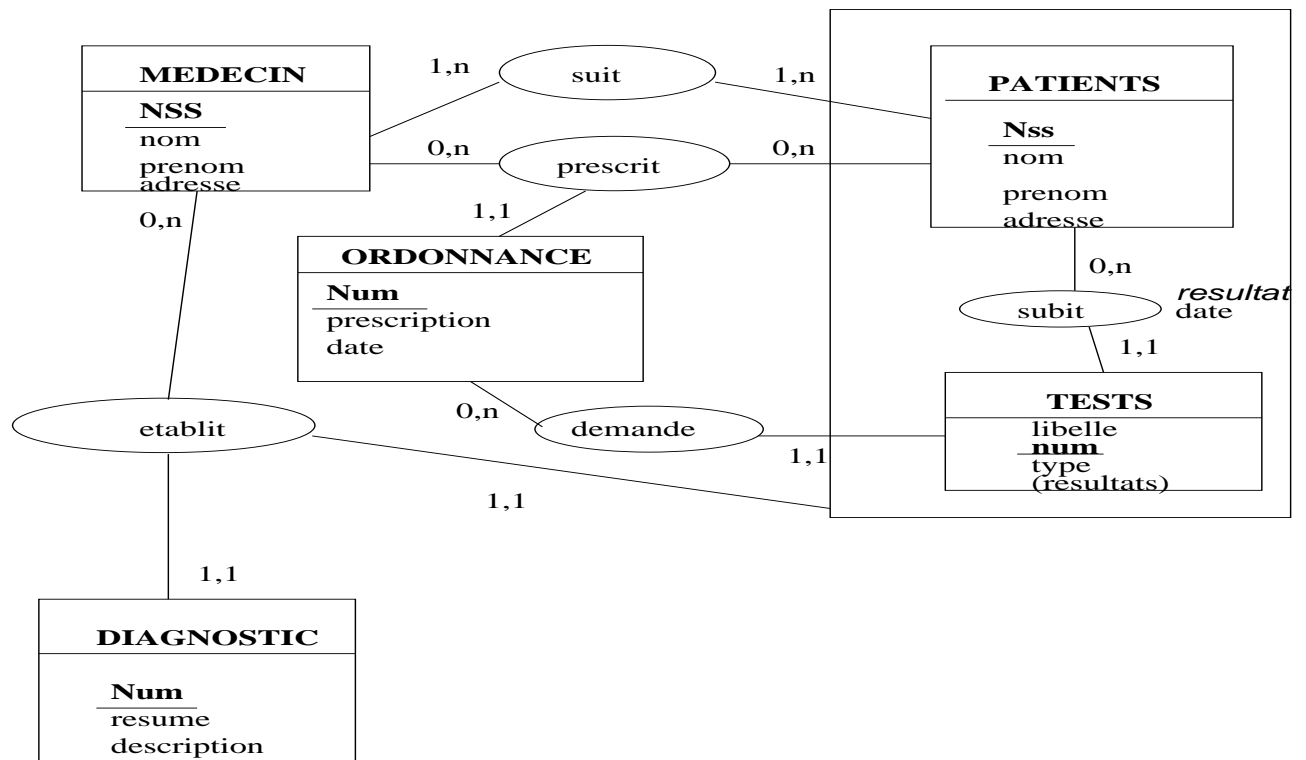 MEDECIN
NSS
nom
prenom
adresse
1,n
suit
1,n
PATIENTS
Nss
nom
prenom
adresse
0,n
prescrit
0,n
0,n
1,1
ORDONNANCE
Num
prescription
date
0,n
subit
resultat
date
1,1
TESTS
libelle
num
type
(resultats)
0,n
demande
1,1
etablit
1,1
1,1
DIAGNOSTIC
Num
resume
description